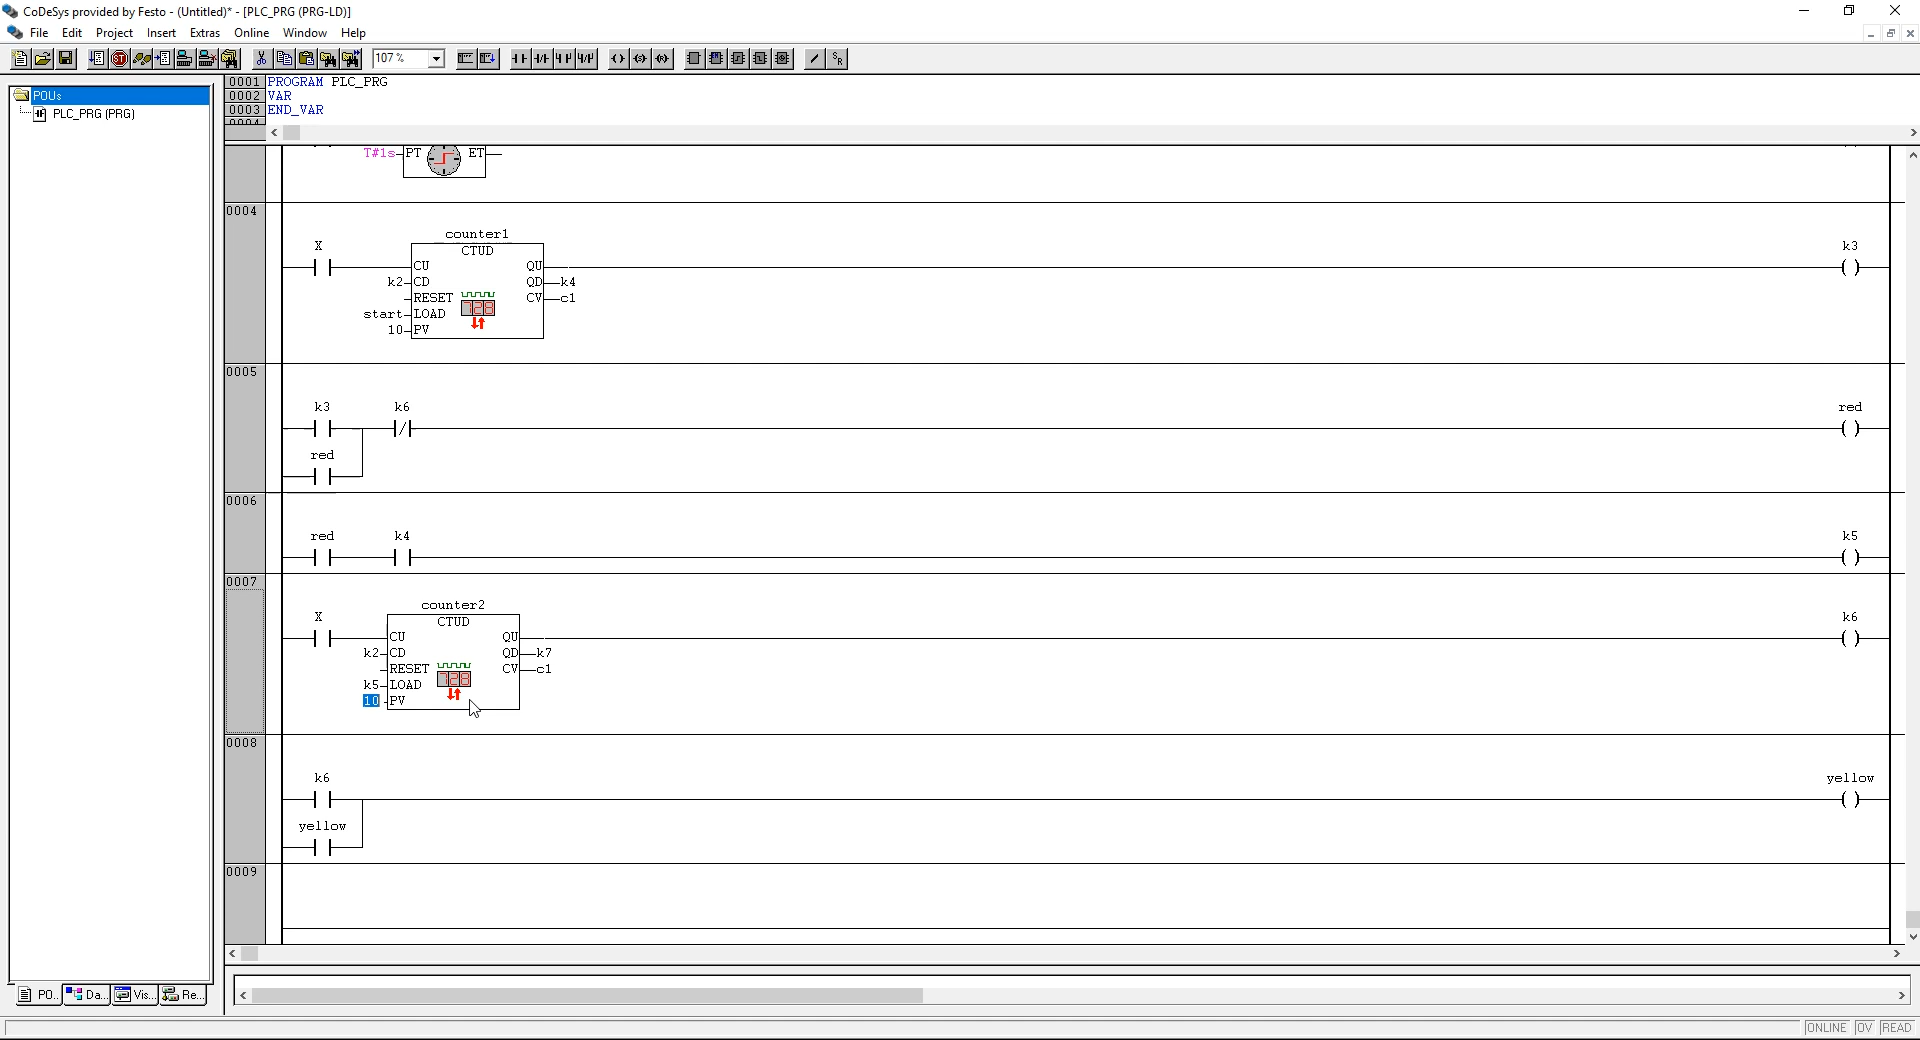 CoDeSys provided by Festo - (Untitled)* - [PLC_PRG (PRG-LD)]
File Edit Project Insert Extras Online Window Help
107 %
POUs
PLC_PRG (PRG)
0001 PROGRAM PLC_PRG
0002 VAR
0003 END_VAR
0004
T#1s PT ET
0004
counter1
X CTUD k3
CU QU
k2 CD QD k4
RESET CV c1
start LOAD
10 PV
0005
k3 k6 red
red
0006
red k4 k5
0007
counter2
X CTUD k6
CU QU
k2 CD QD k7
RESET CV c1
k5 LOAD
10 PV
0008
k6 yellow
yellow
0009
PO... Da... Vis... Re...
ONLINE OV READ